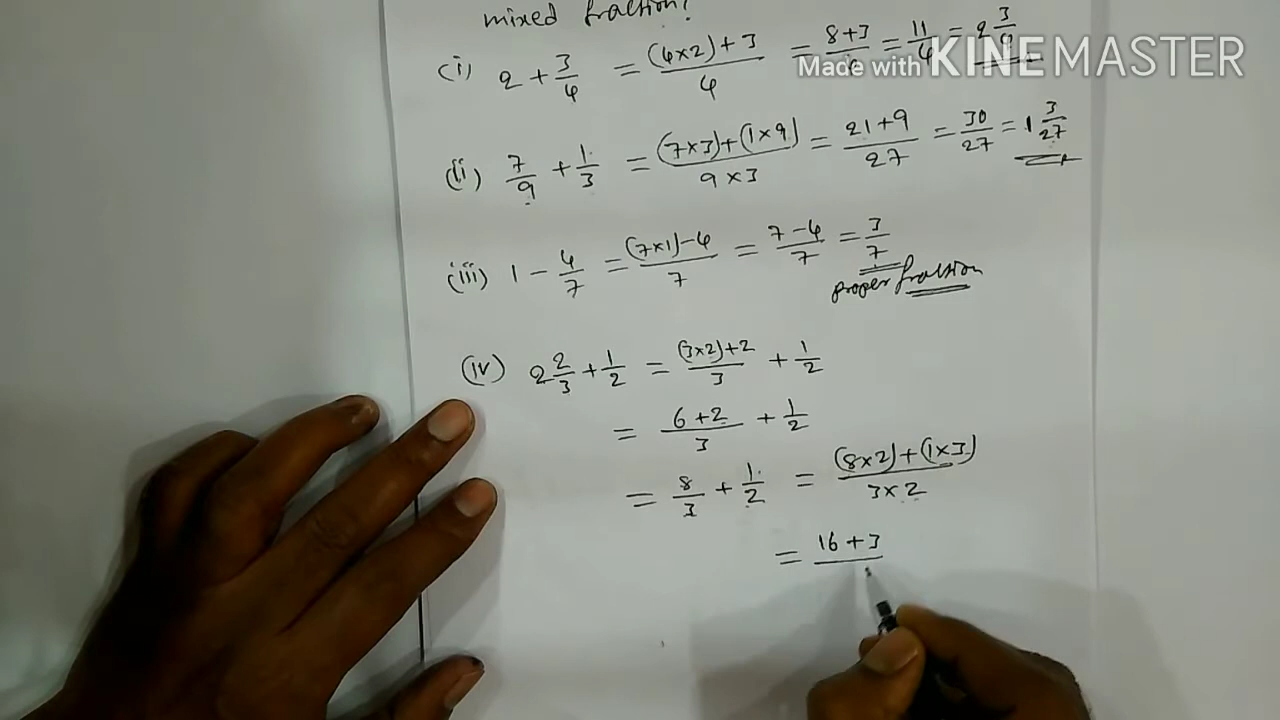 mixed fraction?
(i) 2 + 3/4 = (4×2)+3/4 = 8+3/4 = 11/4 = 2 3/
Made with KINEMASTER
(ii) 7/9 + 1/3 = (7×3)+(1×9)/9×3 = 21+9/27 = 30/27 = 1 3/27
(iii) 1 - 4/7 = (7×1)-4/7 = 7-4/7 = 3/7
proper fraction
(iv) 2 2/3 + 1/2 = (3×2)+2/3 + 1/2
= 6+2/3 + 1/2
= 8/3 + 1/2 = (8×2)+(1×3)/3×2
= 16+3